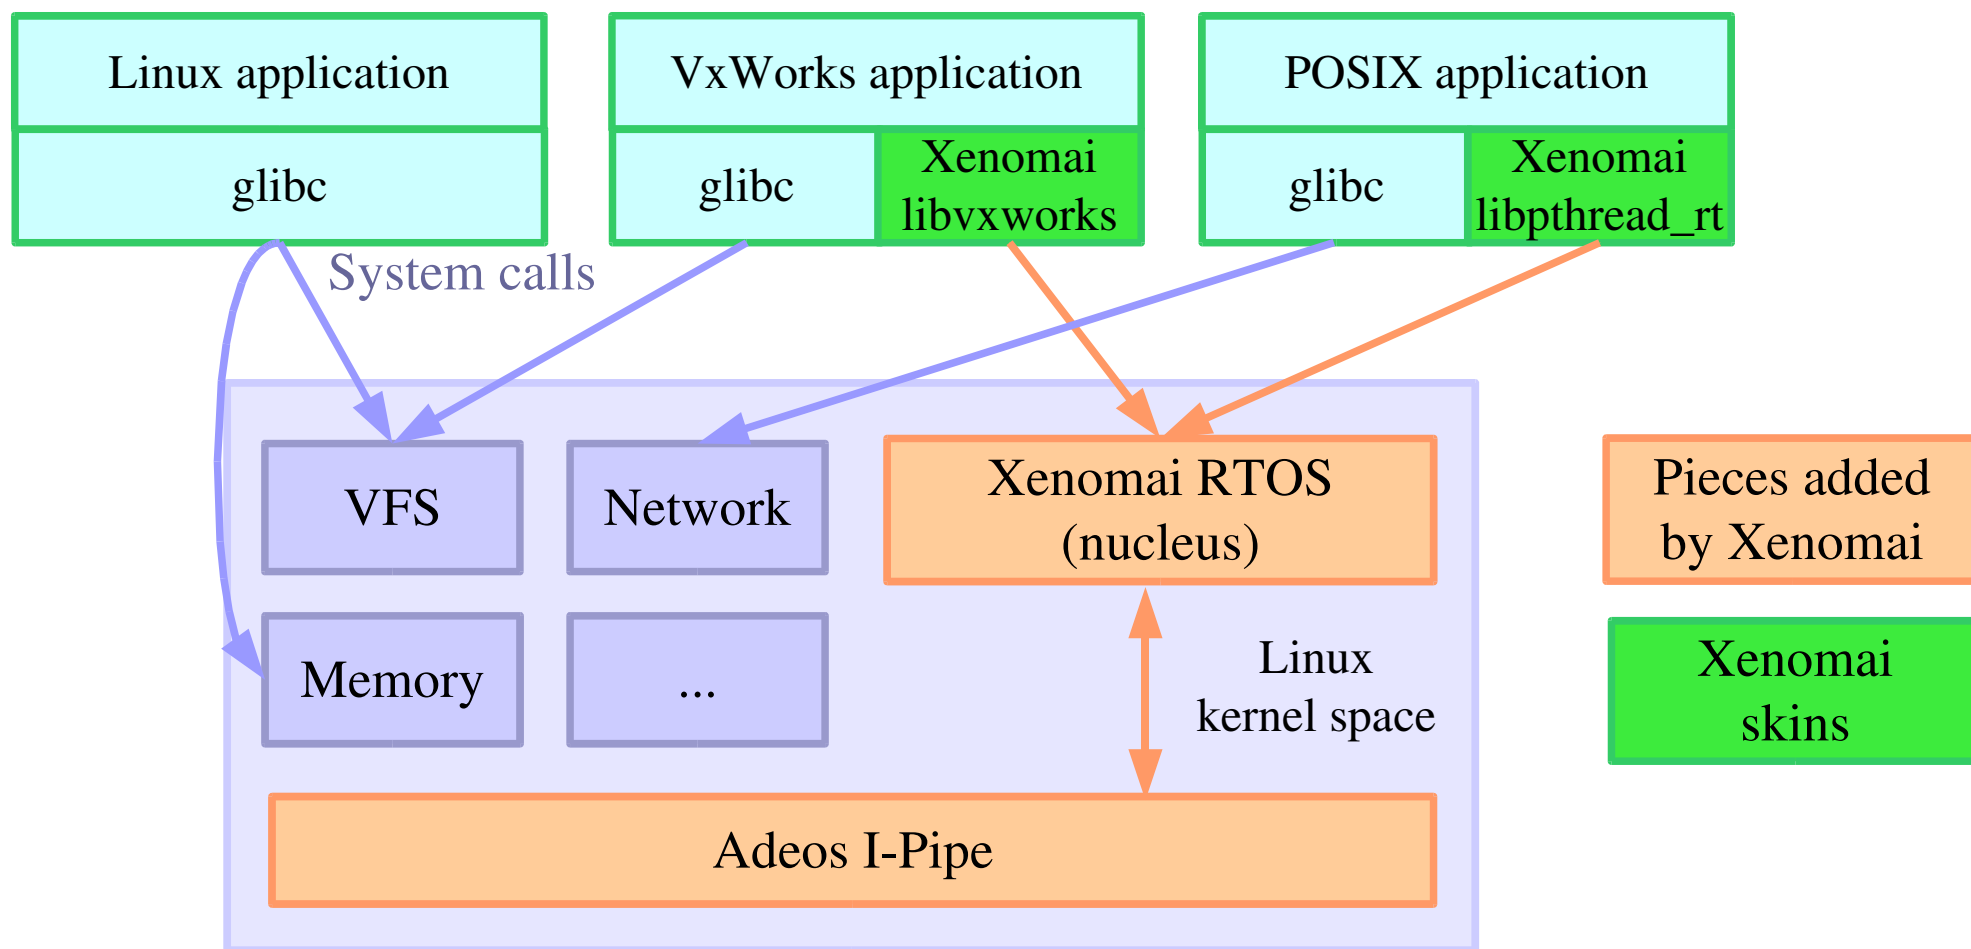 Linux application
VxWorks application
POSIX application
glibc
glibc
Xenomai
libvxworks
glibc
Xenomai
libpthread_rt
System calls
VFS
Network
Xenomai RTOS
(nucleus)
Pieces added
by Xenomai
Memory
...
Linux
kernel space
Xenomai
skins
Adeos I-Pipe